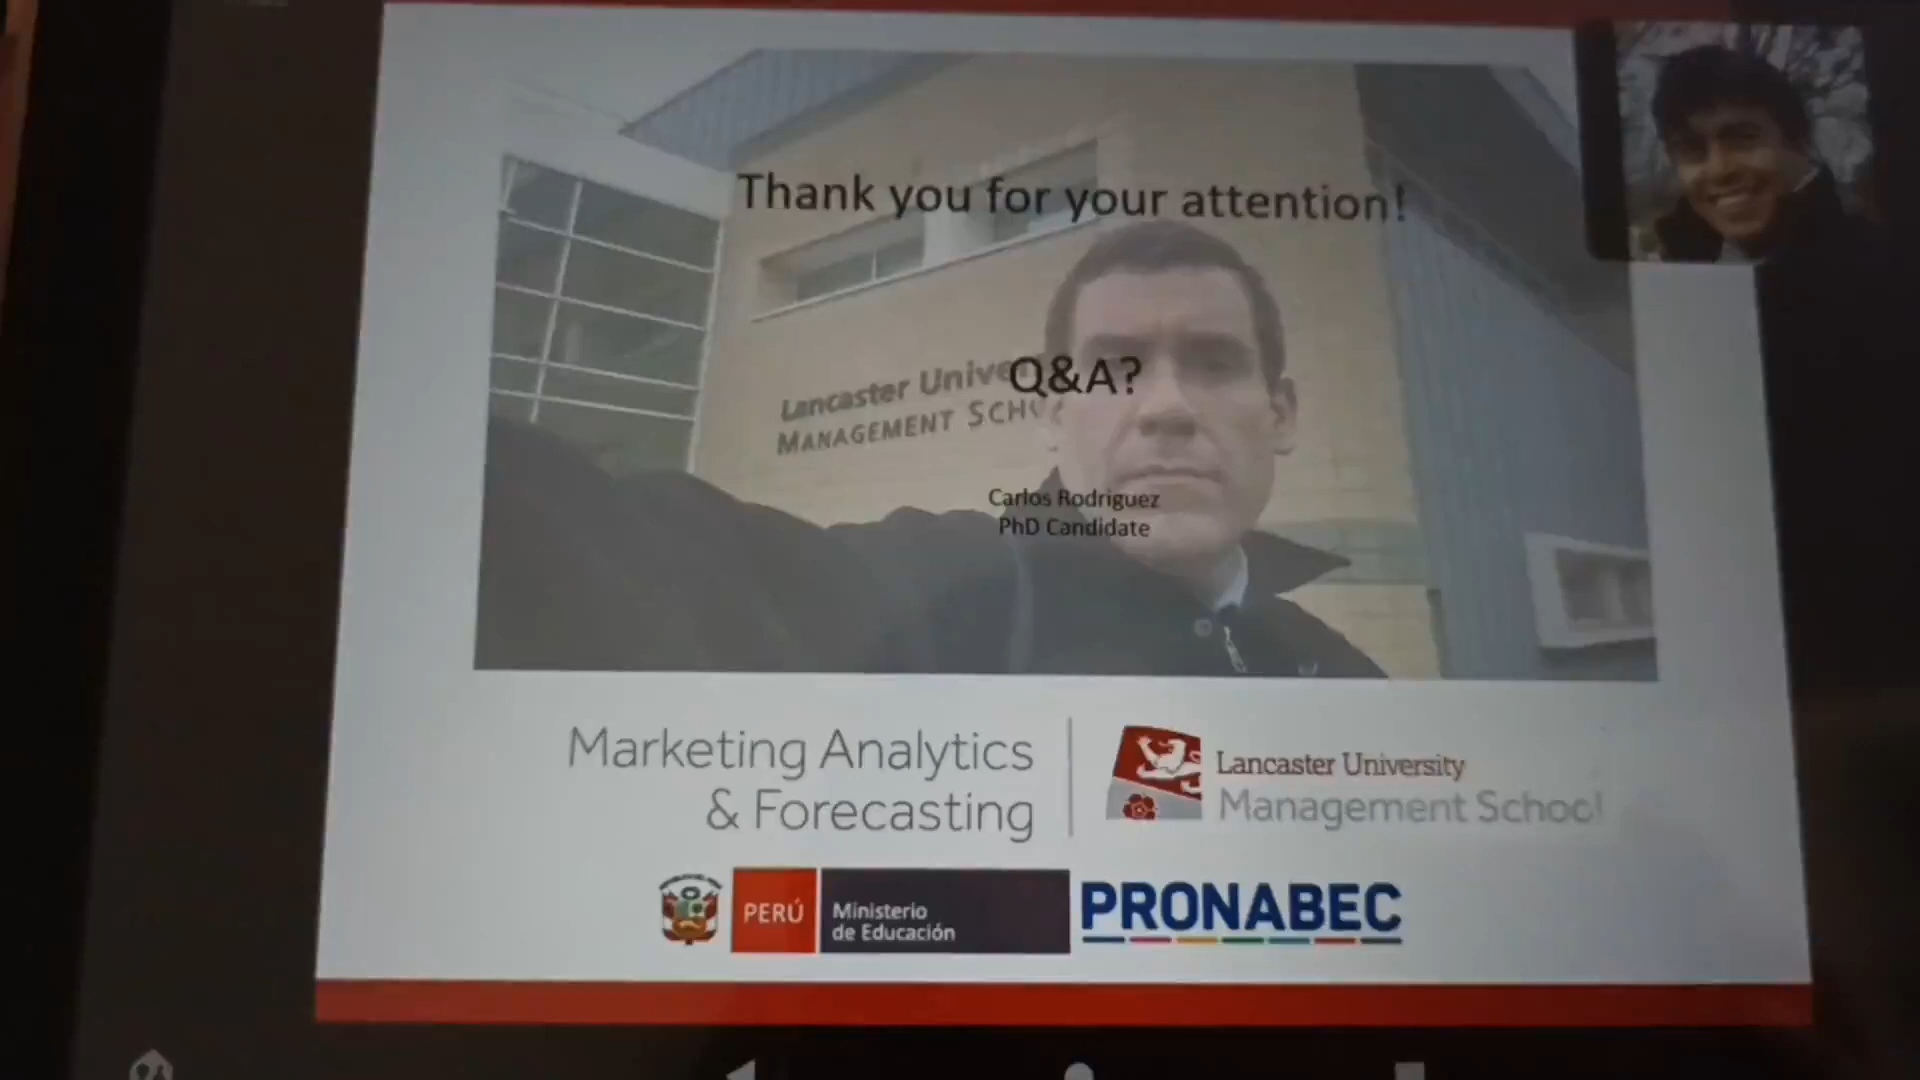 Thank you for your attention!
Lancaster Unive
MANAGEMENT SCHO
Q&A?
Carlos Rodriguez
PhD Candidate
Marketing Analytics
& Forecasting
Lancaster University
Management School
PERÚ
Ministerio
de Educación
PRONABEC